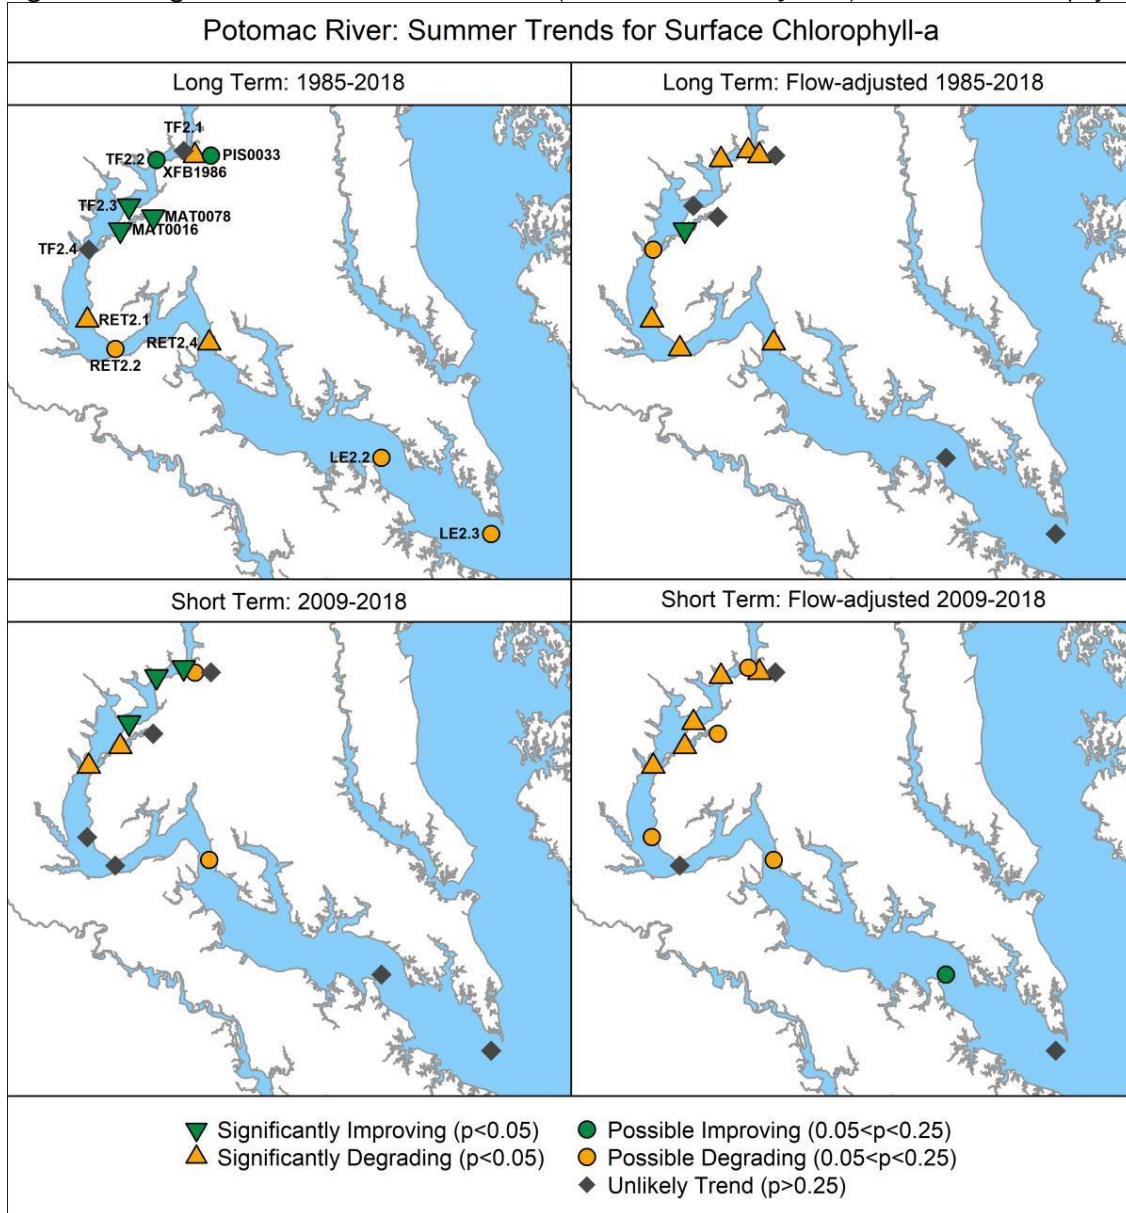 Potomac River: Summer Trends for Surface Chlorophyll-a
Long Term: 1985-2018
Long Term: Flow-adjusted 1985-2018
TF2.1
TF2.2
PIS0033
XFB1986
TF2.3
MAT0078
MAT0016
TF2.4
RET2.1
RET2.4
RET2.2
LE2.2
LE2.3
Short Term: 2009-2018
Short Term: Flow-adjusted 2009-2018
Significantly Improving (p<0.05)
Possible Improving (0.05<p<0.25)
Significantly Degrading (p<0.05)
Possible Degrading (0.05<p<0.25)
Unlikely Trend (p>0.25)